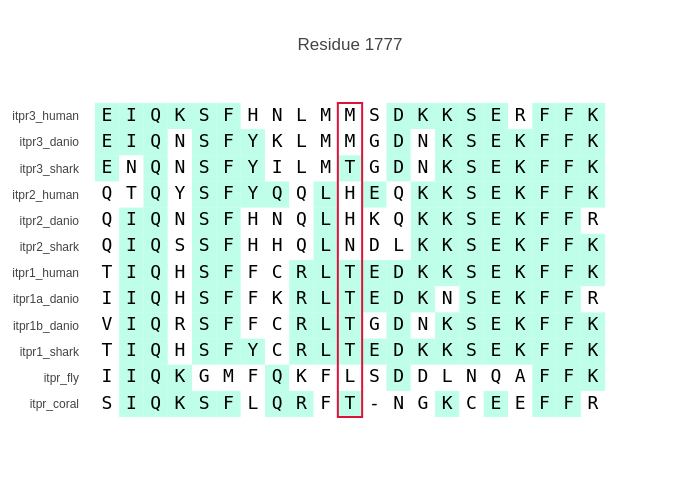 Residue 1777
itpr3_human E I Q K S F H N L M M S D K K S E R F F K
itpr3_danio E I Q N S F Y K L M M G D N K S E K F F K
itpr3_shark E N Q N S F Y I L M T G D N K S E K F F K
itpr2_human Q T Q Y S F Y Q Q L H E Q K K S E K F F K
itpr2_danio Q I Q N S F H N Q L H K Q K K S E K F F R
itpr2_shark Q I Q S S F H H Q L N D L K K S E K F F K
itpr1_human T I Q H S F F C R L T E D K K S E K F F K
itpr1a_danio I I Q H S F F K R L T E D K N S E K F F R
itpr1b_danio V I Q R S F F C R L T G D N K S E K F F K
itpr1_shark T I Q H S F Y C R L T E D K K S E K F F K
itpr_fly I I Q K G M F Q K F L S D D L N Q A F F K
itpr_coral S I Q K S F L Q R F T - N G K C E E F F R